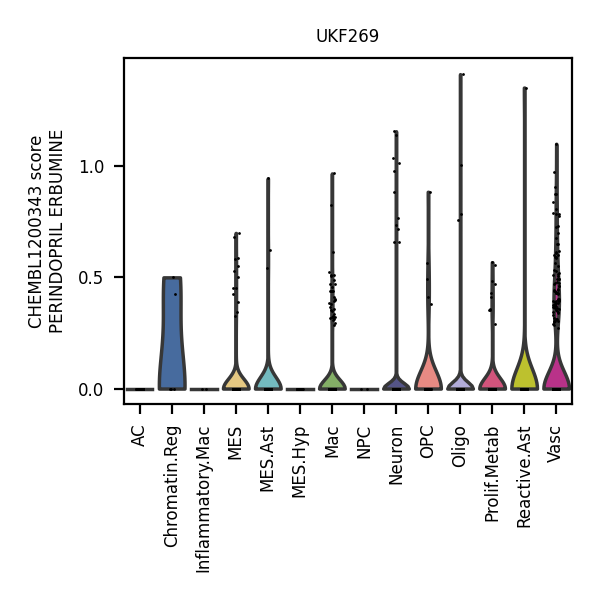 UKF269
CHEMBL1200343 score
PERINDOPRIL ERBUMINE
1.0
0.5
0.0
AC
Chromatin.Reg
Inflammatory.Mac
MES
MES.Ast
MES.Hyp
Mac
NPC
Neuron
OPC
Oligo
Prolif.Metab
Reactive.Ast
Vasc